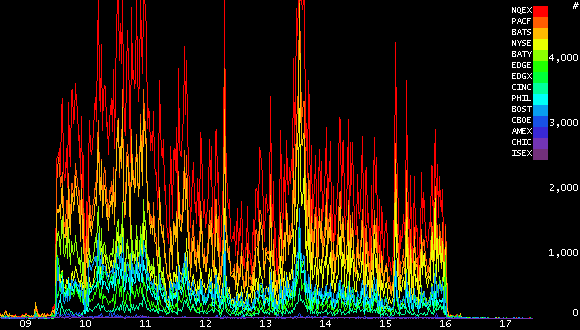 #
NQEX
PACF
BATS
NYSE
BATY
EDGE
EDGX
CINC
PHIL
BOST
CBOE
AMEX
CHIC
ISEX
4,000
3,000
2,000
1,000
0
09 10 11 12 13 14 15 16 17